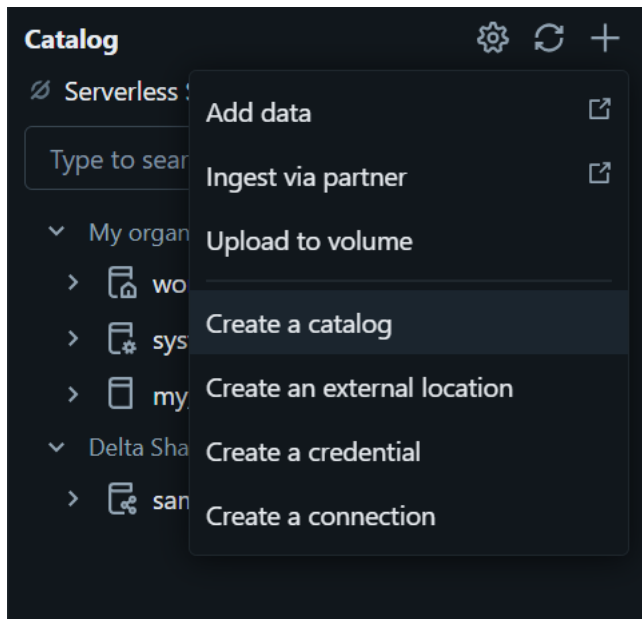 Catalog
Serverless
Type to sear
My organ
wo
sys
my_
Delta Sha
san
Add data
Ingest via partner
Upload to volume
Create a catalog
Create an external location
Create a credential
Create a connection